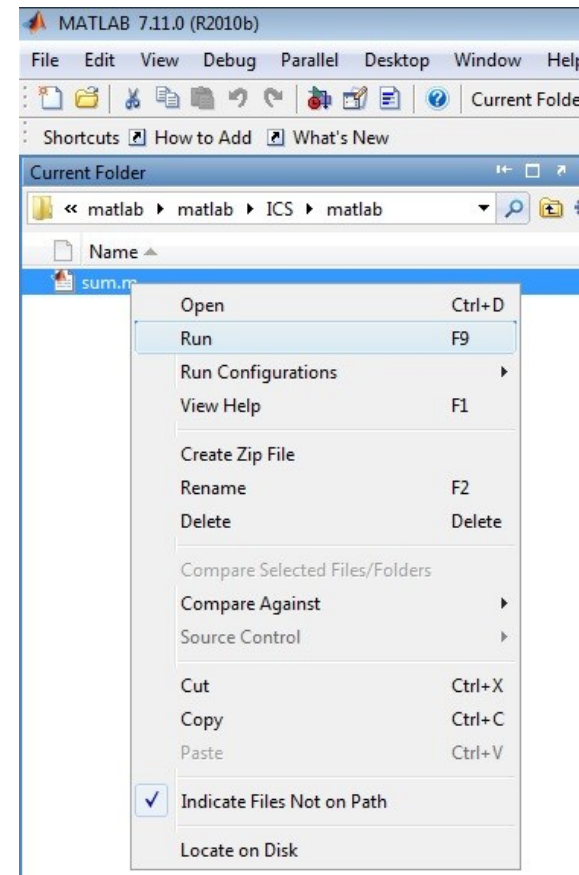 MATLAB 7.11.0 (R2010b)
File Edit View Debug Parallel Desktop Window Help
Current Folde
Shortcuts How to Add What's New
Current Folder
« matlab ▸ matlab ▸ ICS ▸ matlab
Name
sum.m
Open Ctrl+D
Run F9
Run Configurations
View Help F1
Create Zip File
Rename F2
Delete Delete
Compare Selected Files/Folders
Compare Against
Source Control
Cut Ctrl+X
Copy Ctrl+C
Paste Ctrl+V
Indicate Files Not on Path
Locate on Disk